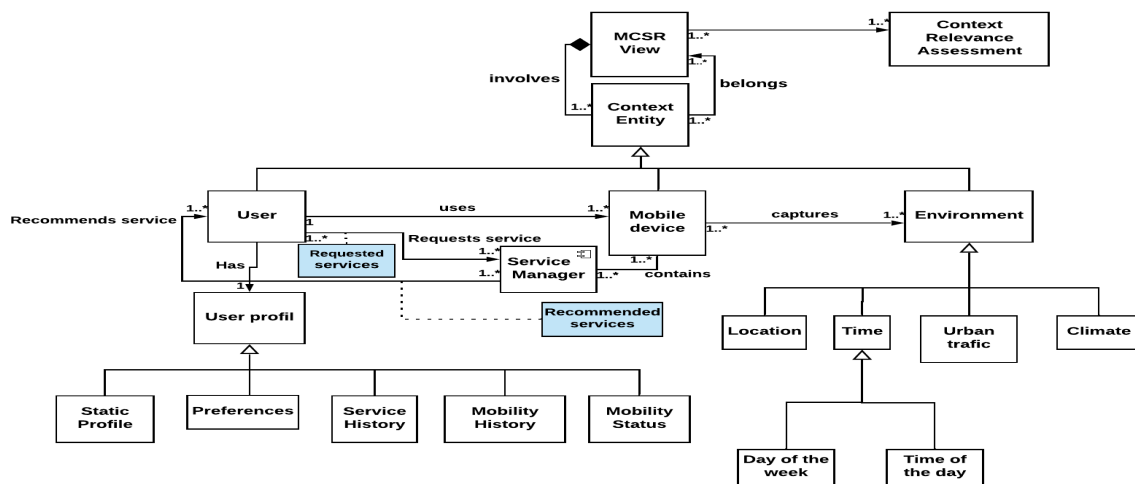 MCSR
View
1..*
1..*
Context
Relevance
Assessment
1..*
involves
belongs
1..*
Context
Entity
1..*
Recommends service
1..*
User
1
1..*
uses
1..*
Mobile
device
1..*
captures
1..*
Environment
Requests service
Requested
services
1..*
Service
Manager
1..*
1..*
1..*
contains
Has
1
User profil
Recommended
services
Location
Time
Urban
trafic
Climate
Static
Profile
Preferences
Service
History
Mobility
History
Mobility
Status
Day of the
week
Time of
the day